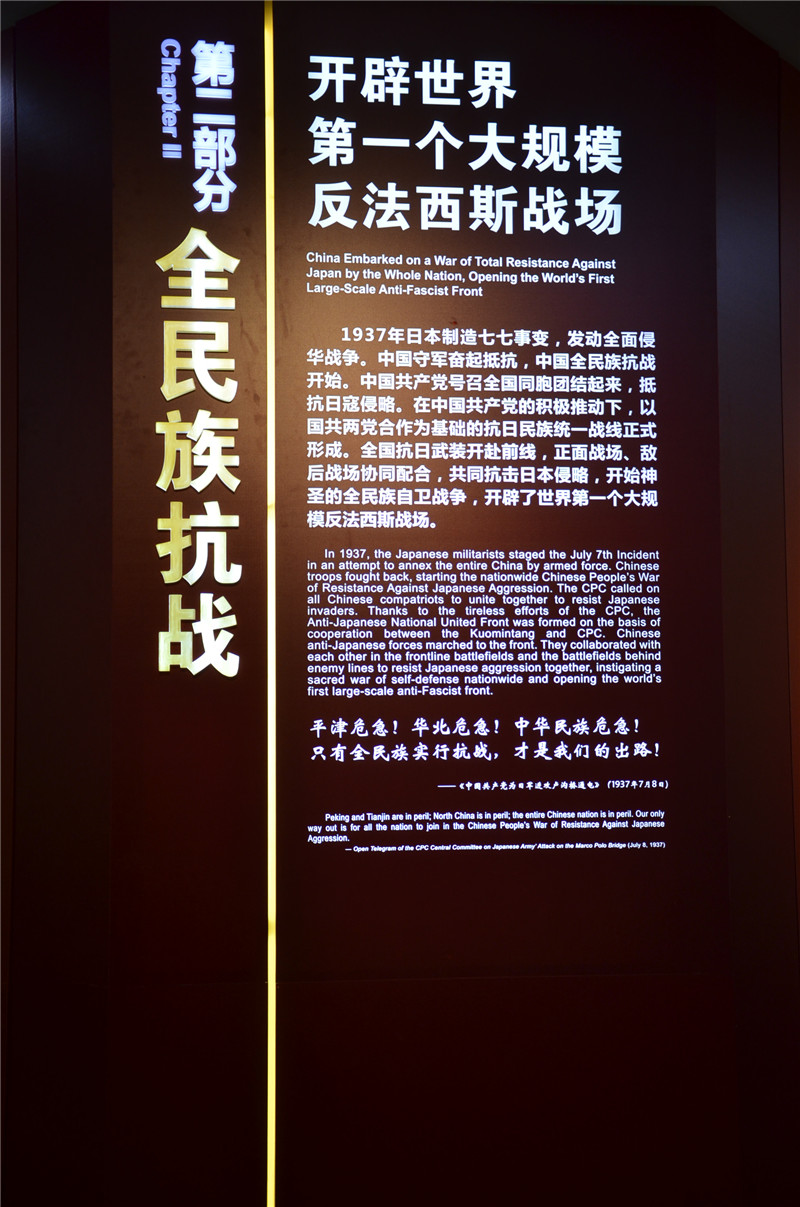 第二部分
Chapter II
全民族抗战
开辟世界
第一个大规模
反法西斯战场
China Embarked on a War of Total Resistance Against
Japan by the Whole Nation, Opening the World's First
Large-Scale Anti-Fascist Front
1937年日本制造七七事变，发动全面侵
华战争。中国守军奋起抵抗，中国全民族抗战
开始。中国共产党号召全国同胞团结起来，抵
抗日寇侵略。在中国共产党的积极推动下，以
国共两党合作为基础的抗日民族统一战线正式
形成。全国抗日武装开赴前线，正面战场、敌
后战场协同配合，共同抗击日本侵略，开始神
圣的全民族自卫战争，开辟了世界第一个大规
模反法西斯战场。
In 1937, the Japanese militarists staged the July 7th Incident
in an attempt to annex the entire China by armed force. Chinese
troops fought back, starting the nationwide Chinese People's War
of Resistance Against Japanese Aggression. The CPC called on
all Chinese compatriots to unite together to resist Japanese
invaders. Thanks to the tireless efforts of the CPC, the
Anti-Japanese National United Front was formed on the basis of
cooperation between the Kuomintang and CPC. Chinese
anti-Japanese forces marched to the front. They collaborated with
each other in the frontline battlefields and the battlefields behind
enemy lines to resist Japanese aggression together, instigating a
sacred war of self-defense nationwide and opening the world's
first large-scale anti-Fascist front.
平津危急！华北危急！中华民族危急！
只有全民族实行抗战，才是我们的出路！
——《中国共产党为日军进攻卢沟桥通电》（1937年7月8日）
Peking and Tianjin are in peril; North China is in peril; the entire Chinese nation is in peril. Our only
way out is for all the nation to join in the Chinese People's War of Resistance Against Japanese
Aggression.
— Open Telegram of the CPC Central Committee on Japanese Army' Attack on the Marco Polo Bridge (July 8, 1937)